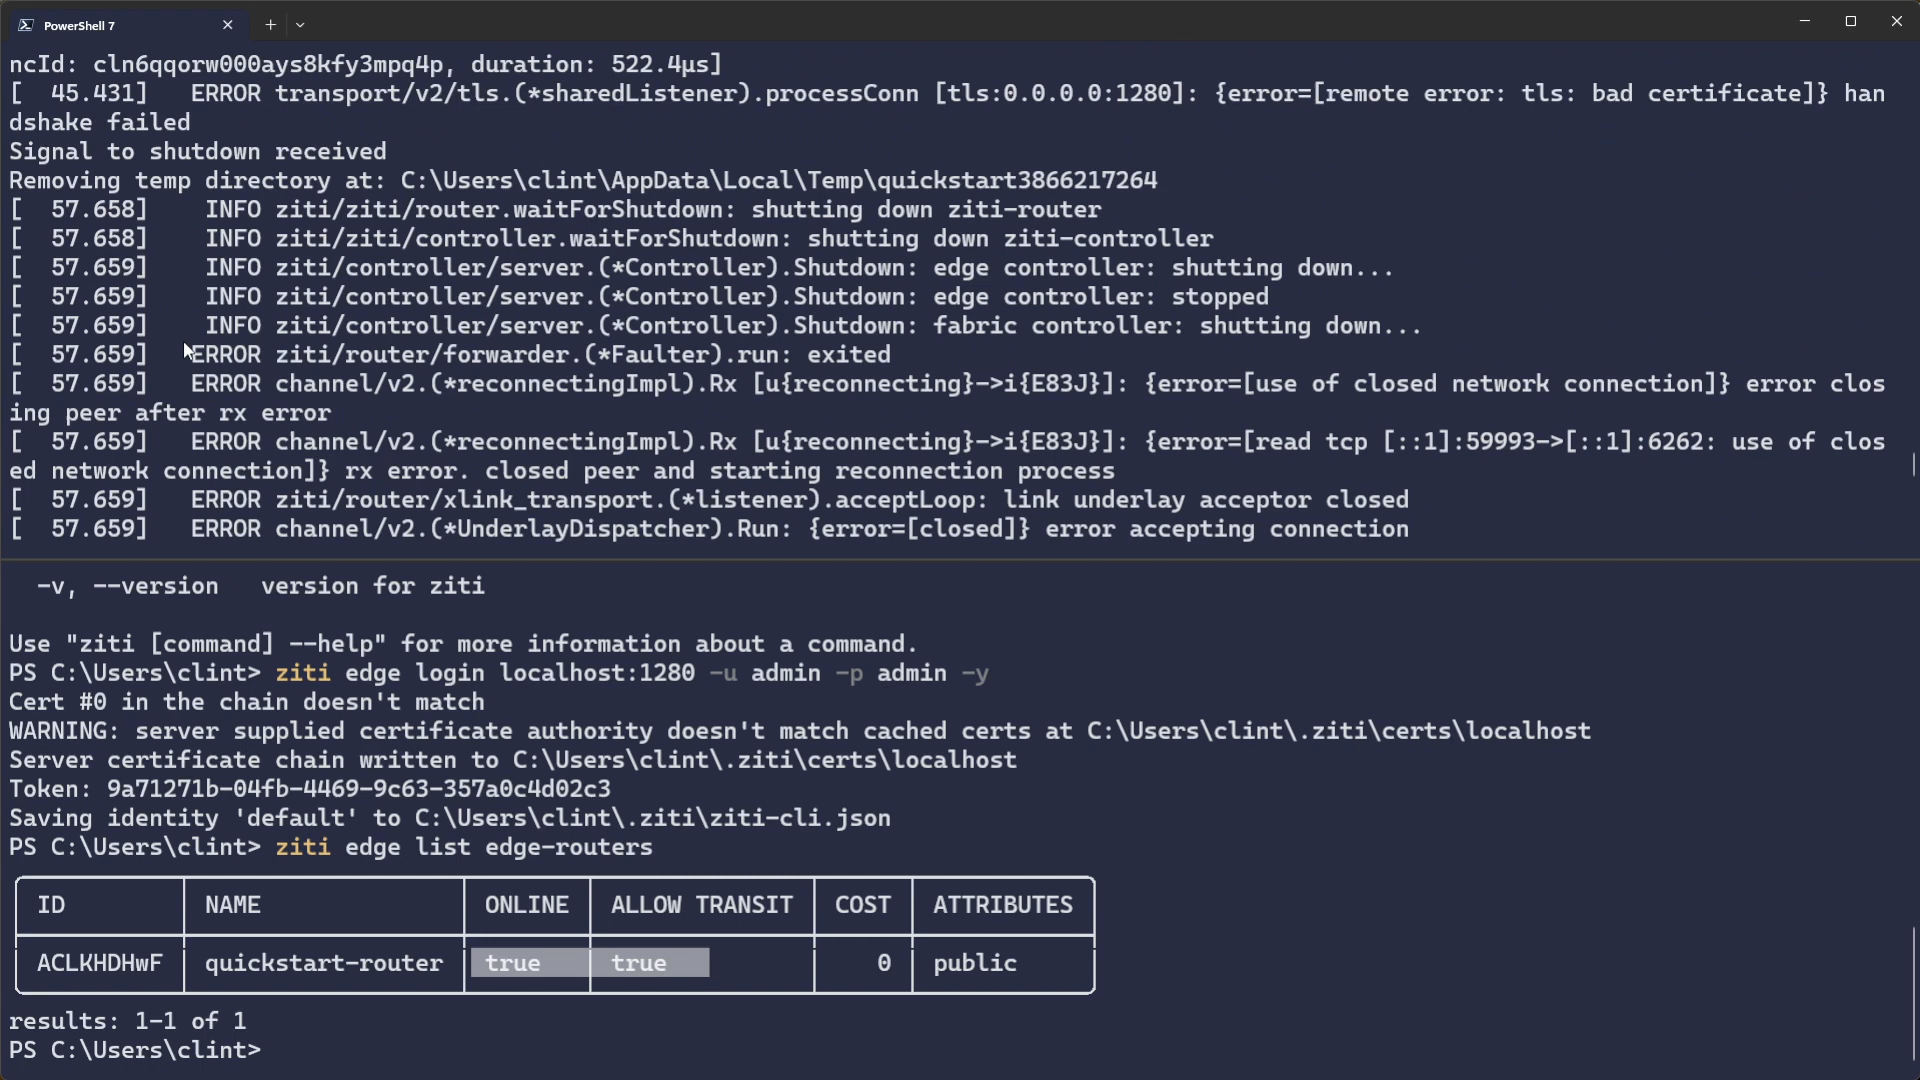 PowerShell 7
ncId: cln6qqorw000ays8kfy3mpq4p, duration: 522.4µs]
[  45.431]   ERROR transport/v2/tls.(*sharedListener).processConn [tls:0.0.0.0:1280]: {error=[remote error: tls: bad certificate]} han
dshake failed
Signal to shutdown received
Removing temp directory at: C:\Users\clint\AppData\Local\Temp\quickstart3866217264
[  57.658]    INFO ziti/ziti/router.waitForShutdown: shutting down ziti-router
[  57.658]    INFO ziti/ziti/controller.waitForShutdown: shutting down ziti-controller
[  57.659]    INFO ziti/controller/server.(*Controller).Shutdown: edge controller: shutting down...
[  57.659]    INFO ziti/controller/server.(*Controller).Shutdown: edge controller: stopped
[  57.659]    INFO ziti/controller/server.(*Controller).Shutdown: fabric controller: shutting down...
[  57.659]   ERROR ziti/router/forwarder.(*Faulter).run: exited
[  57.659]   ERROR channel/v2.(*reconnectingImpl).Rx [u{reconnecting}->i{E83J}]: {error=[use of closed network connection]} error clos
ing peer after rx error
[  57.659]   ERROR channel/v2.(*reconnectingImpl).Rx [u{reconnecting}->i{E83J}]: {error=[read tcp [::1]:59993->[::1]:6262: use of clos
ed network connection]} rx error. closed peer and starting reconnection process
[  57.659]   ERROR ziti/router/xlink_transport.(*listener).acceptLoop: link underlay acceptor closed
[  57.659]   ERROR channel/v2.(*UnderlayDispatcher).Run: {error=[closed]} error accepting connection
-v, --version   version for ziti
Use "ziti [command] --help" for more information about a command.
PS C:\Users\clint> ziti edge login localhost:1280 -u admin -p admin -y
Cert #0 in the chain doesn't match
WARNING: server supplied certificate authority doesn't match cached certs at C:\Users\clint\.ziti\certs\localhost
Server certificate chain written to C:\Users\clint\.ziti\certs\localhost
Token: 9a71271b-04fb-4469-9c63-357a0c4d02c3
Saving identity 'default' to C:\Users\clint\.ziti\ziti-cli.json
PS C:\Users\clint> ziti edge list edge-routers
ID NAME ONLINE ALLOW TRANSIT COST ATTRIBUTES
ACLKHDHwF quickstart-router true true 0 public
results: 1-1 of 1
PS C:\Users\clint>